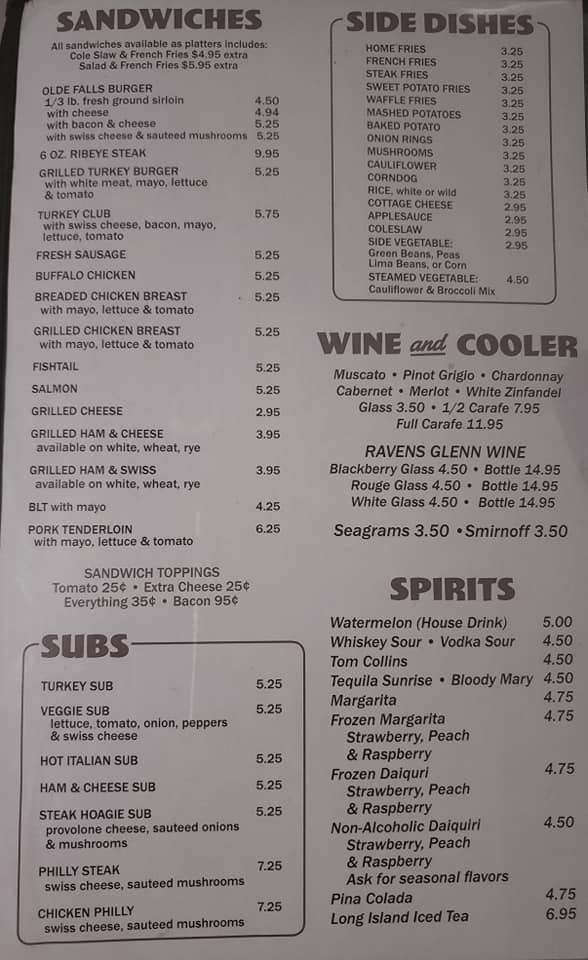 SANDWICHES
All sandwiches available as platters includes:
Cole Slaw & French Fries $4.95 extra
Salad & French Fries $5.95 extra
OLDE FALLS BURGER
1/3 lb. fresh ground sirloin 4.50
with cheese 4.94
with bacon & cheese 5.25
with swiss cheese & sauteed mushrooms 5.25
6 OZ. RIBEYE STEAK 9.95
GRILLED TURKEY BURGER 5.25
with white meat, mayo, lettuce
& tomato
TURKEY CLUB 5.75
with swiss cheese, bacon, mayo,
lettuce, tomato
FRESH SAUSAGE 5.25
BUFFALO CHICKEN 5.25
BREADED CHICKEN BREAST 5.25
with mayo, lettuce & tomato
GRILLED CHICKEN BREAST 5.25
with mayo, lettuce & tomato
FISHTAIL 5.25
SALMON 5.25
GRILLED CHEESE 2.95
GRILLED HAM & CHEESE 3.95
available on white, wheat, rye
GRILLED HAM & SWISS 3.95
available on white, wheat, rye
BLT with mayo 4.25
PORK TENDERLOIN 6.25
with mayo, lettuce & tomato
SANDWICH TOPPINGS
Tomato 25¢ • Extra Cheese 25¢
Everything 35¢ • Bacon 95¢
SUBS
TURKEY SUB 5.25
VEGGIE SUB 5.25
lettuce, tomato, onion, peppers
& swiss cheese
HOT ITALIAN SUB 5.25
HAM & CHEESE SUB 5.25
STEAK HOAGIE SUB 5.25
provolone cheese, sauteed onions
& mushrooms
PHILLY STEAK 7.25
swiss cheese, sauteed mushrooms
CHICKEN PHILLY 7.25
swiss cheese, sauteed mushrooms
SIDE DISHES
HOME FRIES 3.25
FRENCH FRIES 3.25
STEAK FRIES 3.25
SWEET POTATO FRIES 3.25
WAFFLE FRIES 3.25
MASHED POTATOES 3.25
BAKED POTATO 3.25
ONION RINGS 3.25
MUSHROOMS 3.25
CAULIFLOWER 3.25
CORNDOG 3.25
RICE, white or wild 3.25
COTTAGE CHEESE 2.95
APPLESAUCE 2.95
COLESLAW 2.95
SIDE VEGETABLE: 2.95
Green Beans, Peas
Lima Beans, or Corn
STEAMED VEGETABLE: 4.50
Cauliflower & Broccoli Mix
WINE and COOLER
Muscato • Pinot Grigio • Chardonnay
Cabernet • Merlot • White Zinfandel
Glass 3.50 • 1/2 Carafe 7.95
Full Carafe 11.95
RAVENS GLENN WINE
Blackberry Glass 4.50 • Bottle 14.95
Rouge Glass 4.50 • Bottle 14.95
White Glass 4.50 • Bottle 14.95
Seagrams 3.50 •Smirnoff 3.50
SPIRITS
Watermelon (House Drink) 5.00
Whiskey Sour • Vodka Sour 4.50
Tom Collins 4.50
Tequila Sunrise • Bloody Mary 4.50
Margarita 4.75
Frozen Margarita 4.75
Strawberry, Peach
& Raspberry
Frozen Daiquri 4.75
Strawberry, Peach
& Raspberry
Non-Alcoholic Daiquiri 4.50
Strawberry, Peach
& Raspberry
Ask for seasonal flavors
Pina Colada 4.75
Long Island Iced Tea 6.95